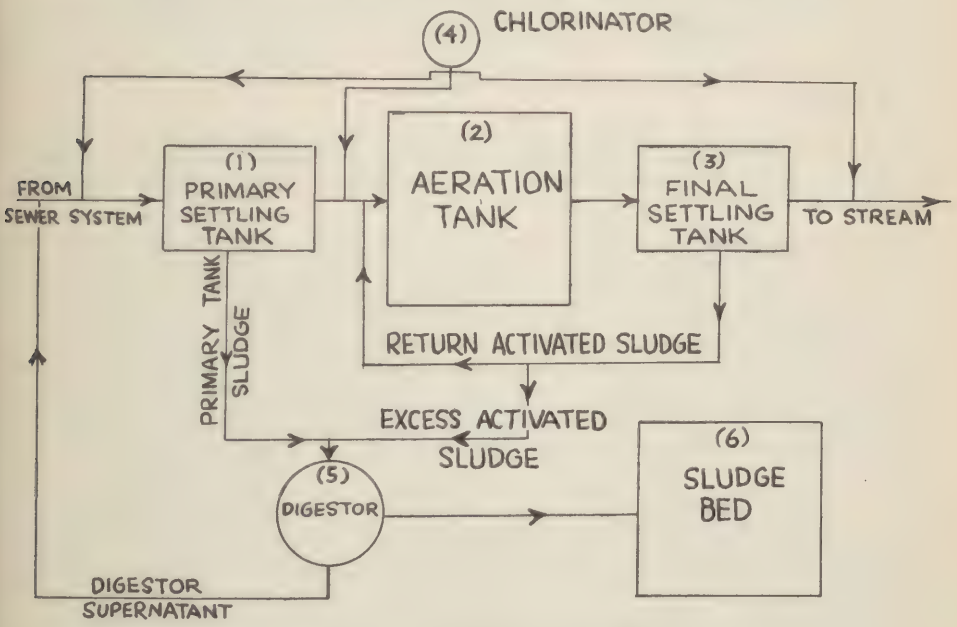 (4) CHLORINATOR
(1)
PRIMARY
SETTLING
TANK
(2)
AERATION
TANK
(3)
FINAL
SETTLING
TANK
FROM
SEWER SYSTEM
TO STREAM
PRIMARY TANK
SLUDGE
RETURN ACTIVATED SLUDGE
EXCESS ACTIVATED
SLUDGE
(5)
DIGESTOR
(6)
SLUDGE
BED
DIGESTOR
SUPERNATANT